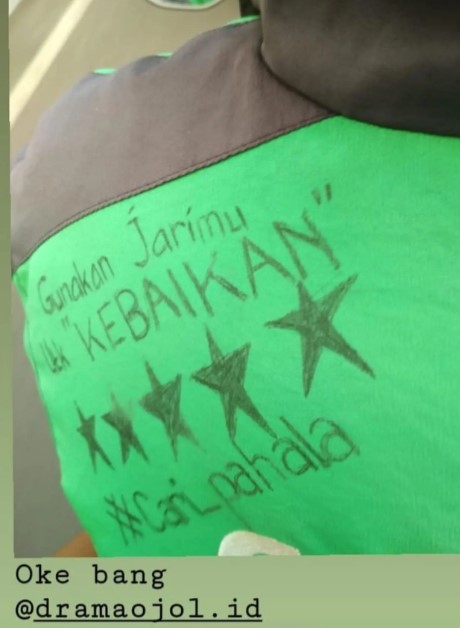 Gunakan Jarimu
Utk "KEBAIKAN"
#Cari_pahala
Oke bang
@dramaojol.id